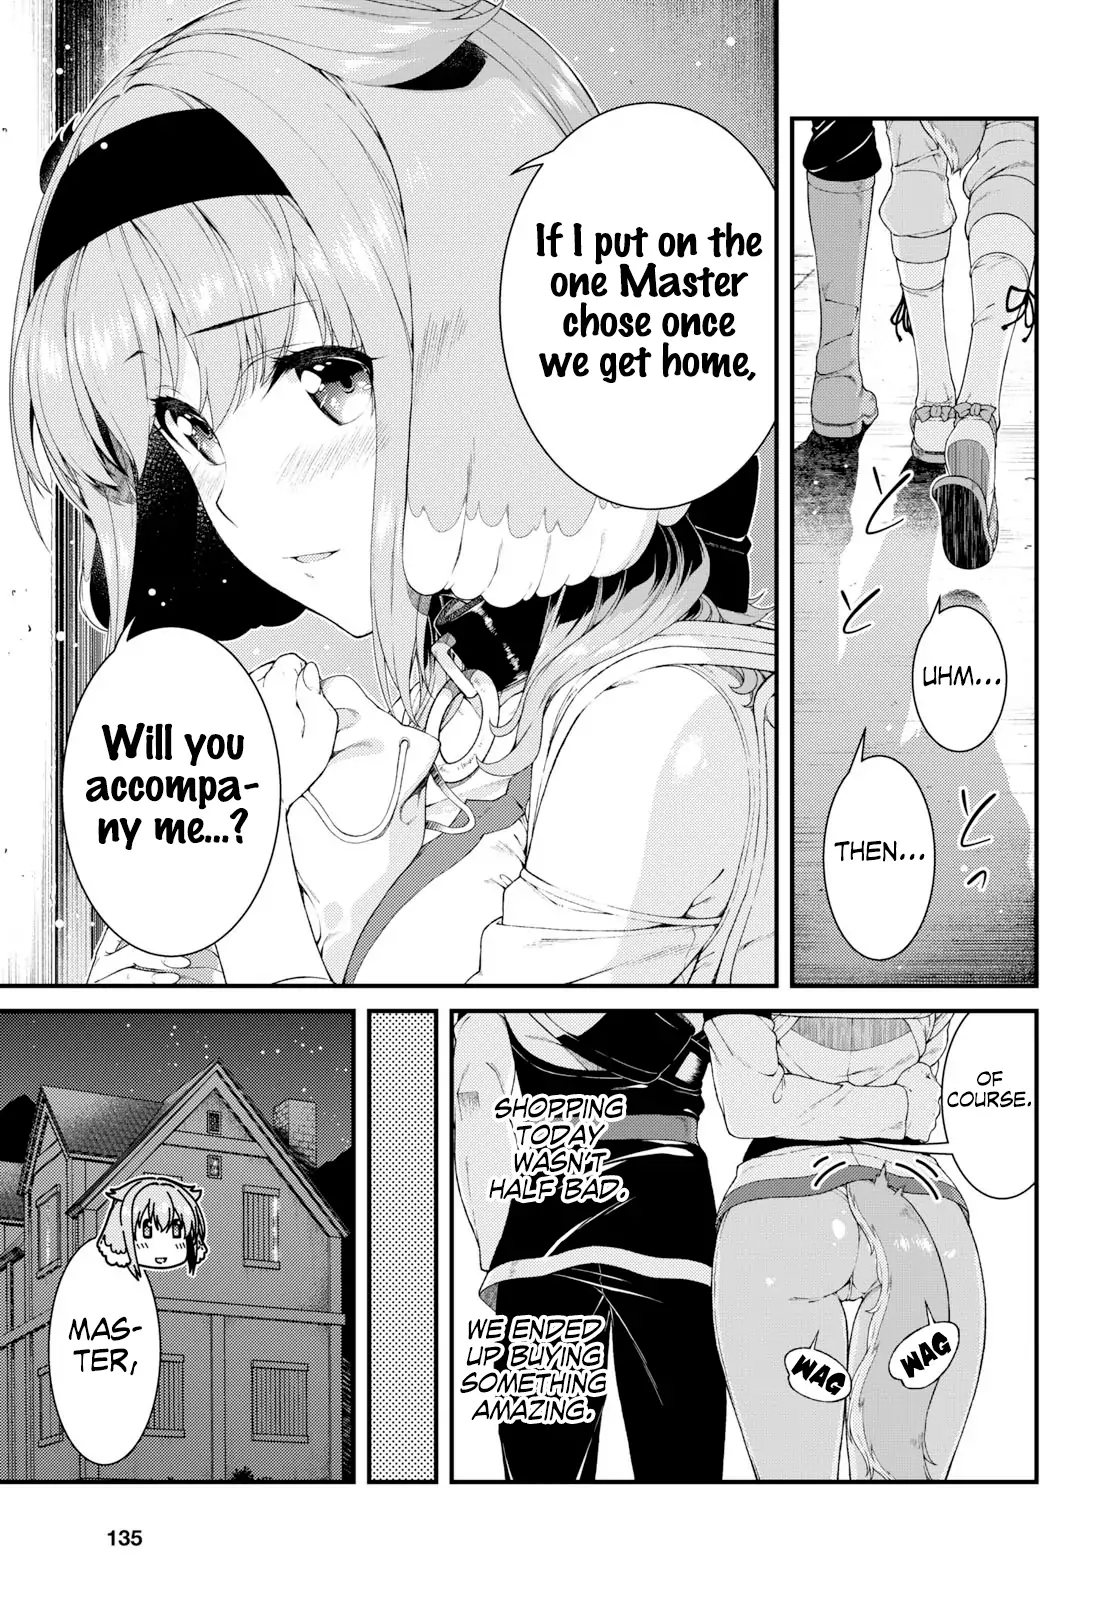 UHM...
THEN...
If I put on the
one Master
chose once
we get home,
Will you
accompa-
ny me...?
OF
COURSE.
WAG
WAG
SHOPPING
TODAY
WASN'T
HALF BAD.
WE ENDED
UP BUYING
SOMETHING
AMAZING.
MAS-
TER,
135